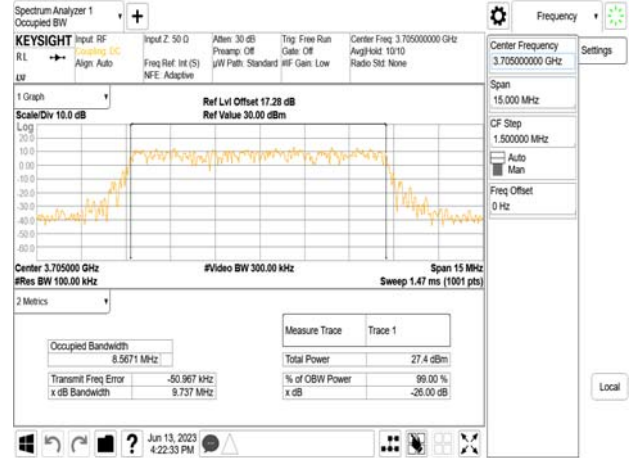 Spectrum Analyzer 1
Occupied BW
Frequency
KEYSIGHT
RL
LV
Input: RF
Coupling: DC
Align: Auto
Input Z: 50 Ω
Freq Ref: Int (S)
NFE: Adaptive
Atten: 30 dB
Preamp: Off
µW Path: Standard
Trig: Free Run
Gate: Off
#IF Gain: Low
Center Freq: 3.705000000 GHz
Avg|Hold: 10/10
Radio Std: None
Center Frequency
3.705000000 GHz
Settings
Span
15.000 MHz
CF Step
1.500000 MHz
Auto
Man
Freq Offset
0 Hz
Local
1 Graph
Scale/Div 10.0 dB
Ref Lvl Offset 17.28 dB
Ref Value 30.00 dBm
Log
20.0
10.0
0.00
-10.0
-20.0
-30.0
-40.0
-50.0
-60.0
Center 3.705000 GHz
#Video BW 300.00 kHz
Span 15 MHz
#Res BW 100.00 kHz
Sweep 1.47 ms (1001 pts)
2 Metrics
Measure Trace Trace 1
Occupied Bandwidth
8.5671 MHz
Total Power 27.4 dBm
Transmit Freq Error -50.967 kHz
% of OBW Power 99.00 %
x dB Bandwidth 9.737 MHz
x dB -26.00 dB
Jun 13, 2023
4:22:33 PM